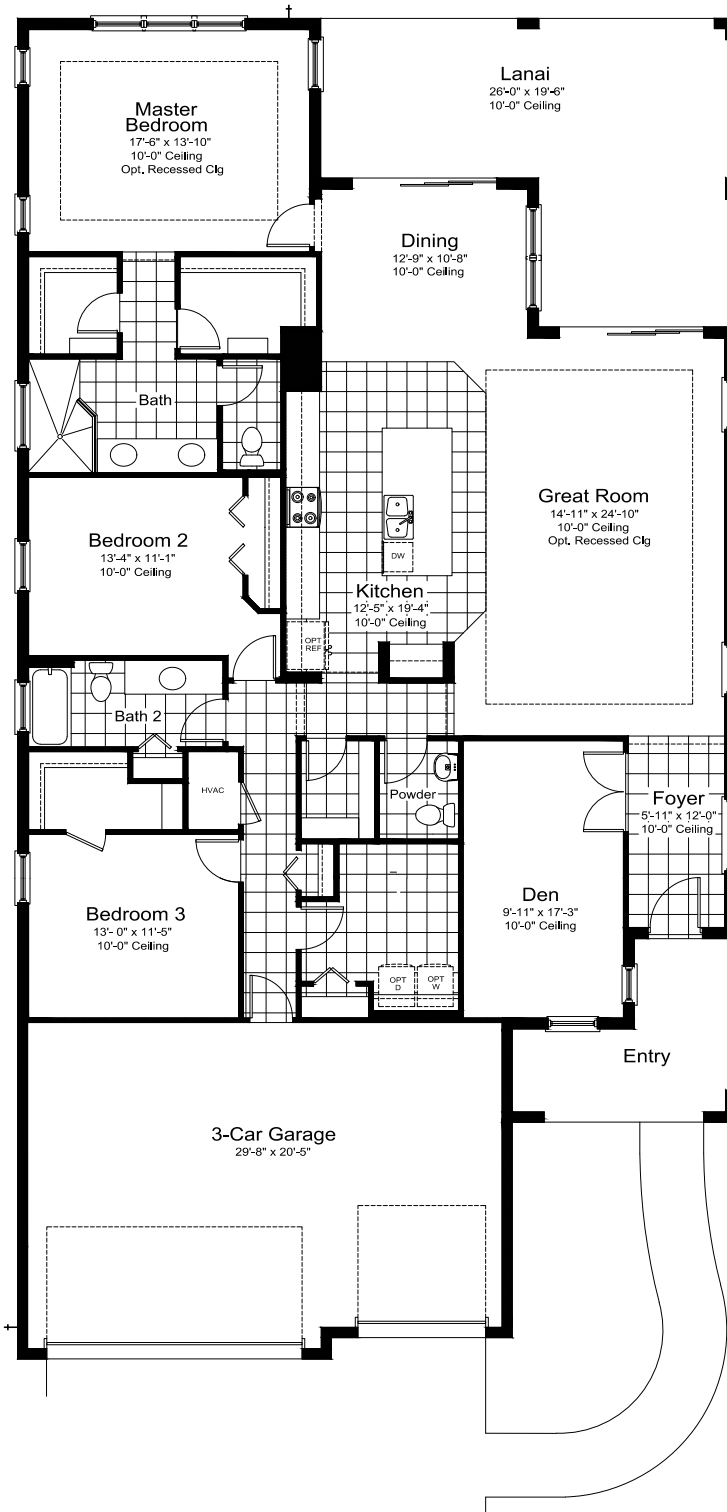 Lanai
26'-0" x 19'-6"
10'-0" Ceiling
Master
Bedroom
17'-6" x 13'-10"
10'-0" Ceiling
Opt. Recessed Clg
Dining
12'-9" x 10'-8"
10'-0" Ceiling
Bath
Great Room
14'-11" x 24'-10"
10'-0" Ceiling
Opt. Recessed Clg
Bedroom 2
13'-4" x 11'-1"
10'-0" Ceiling
DW
Kitchen
12'-5" x 19'-4"
10'-0" Ceiling
OPT
REF
Bath 2
HVAC
Powder
Foyer
5'-11" x 12'-0"
10'-0" Ceiling
Den
9'-11" x 17'-3"
10'-0" Ceiling
Bedroom 3
13'- 0" x 11'-5"
10'-0" Ceiling
OPT
D
OPT
W
Entry
3-Car Garage
29'-8" x 20'-5"